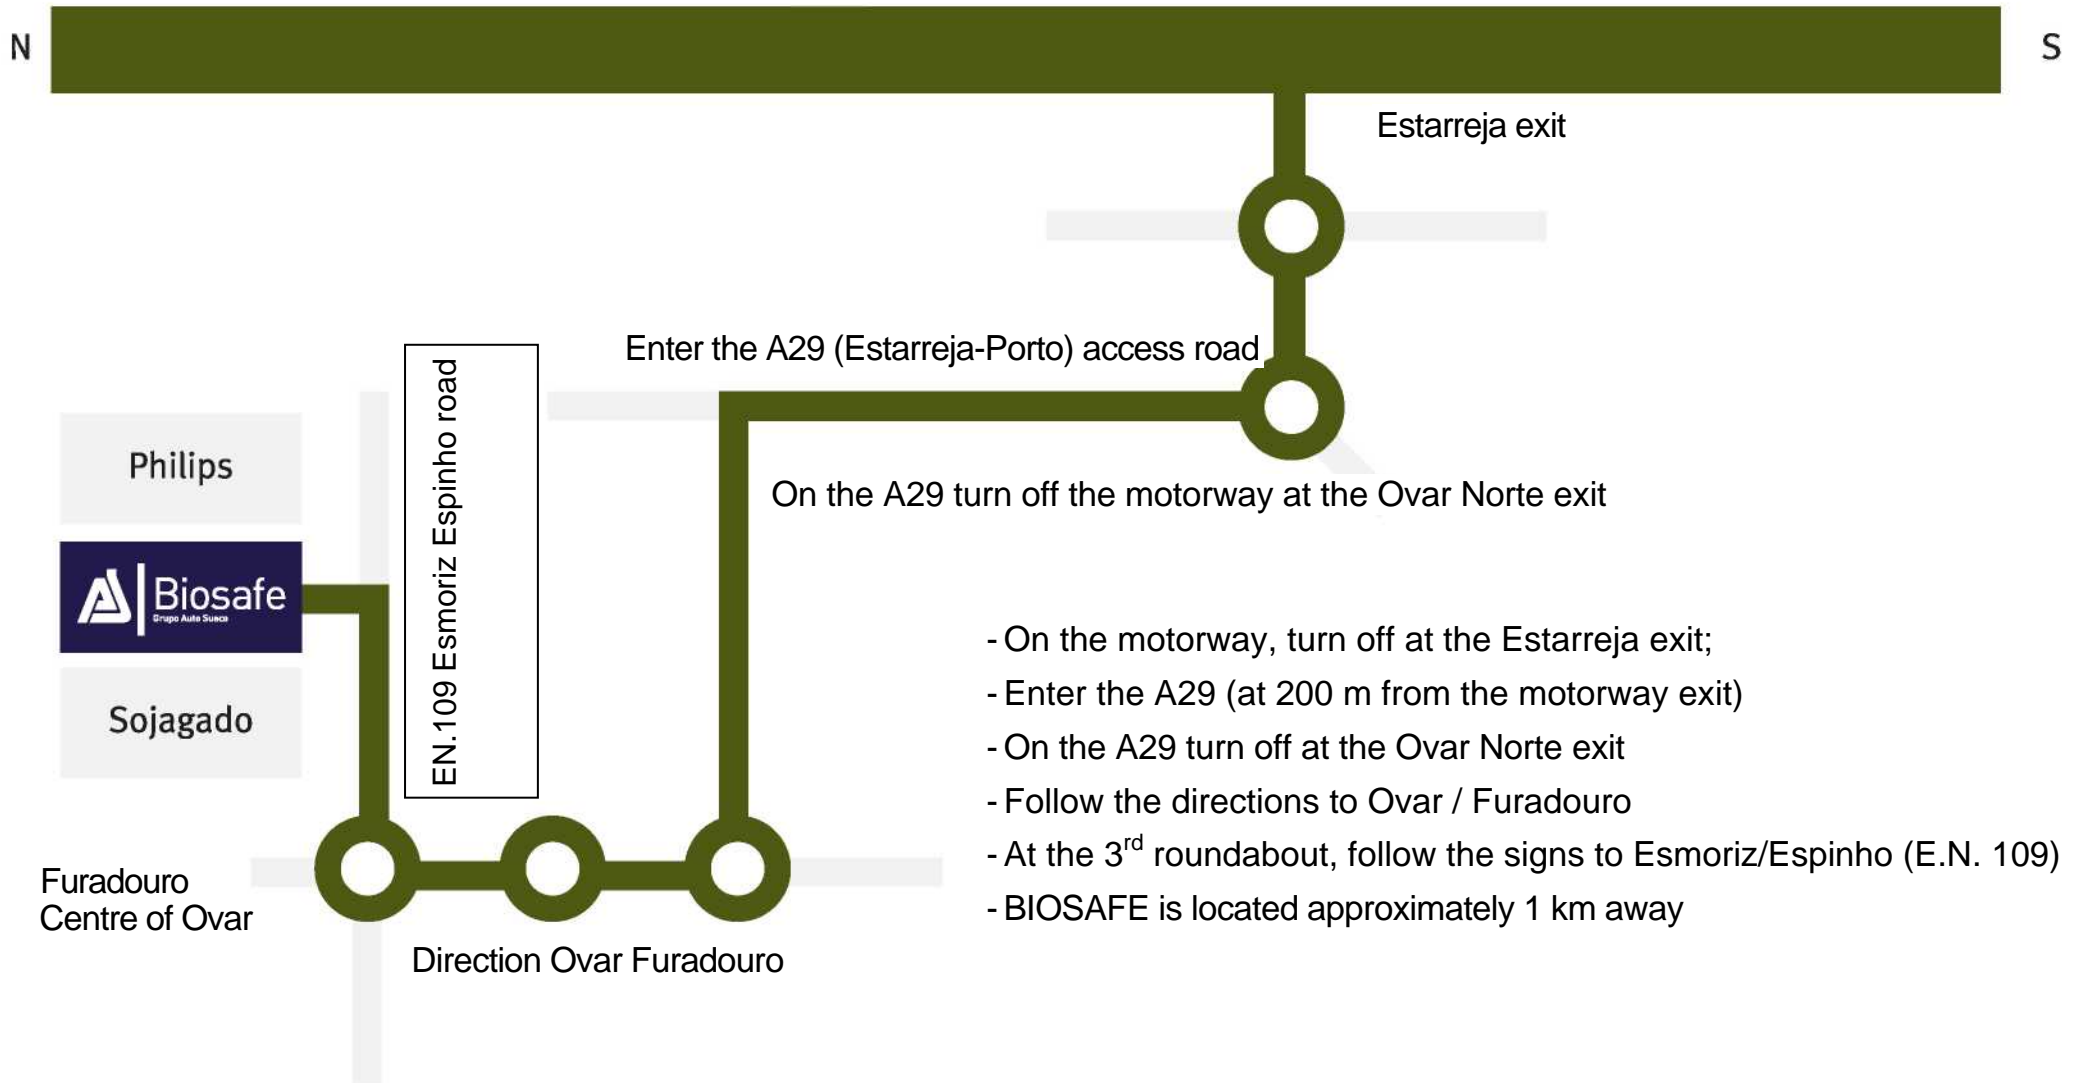 N
S
Estarreja exit
Enter the A29 (Estarreja-Porto) access road
EN.109 Esmoriz Espinho road
Philips
On the A29 turn off the motorway at the Ovar Norte exit
Biosafe
Grupo Auto Sueco
Sojagado
- On the motorway, turn off at the Estarreja exit;
- Enter the A29 (at 200 m from the motorway exit)
- On the A29 turn off at the Ovar Norte exit
- Follow the directions to Ovar / Furadouro
- At the 3rd roundabout, follow the signs to Esmoriz/Espinho (E.N. 109)
- BIOSAFE is located approximately 1 km away
Furadouro
Centre of Ovar
Direction Ovar Furadouro